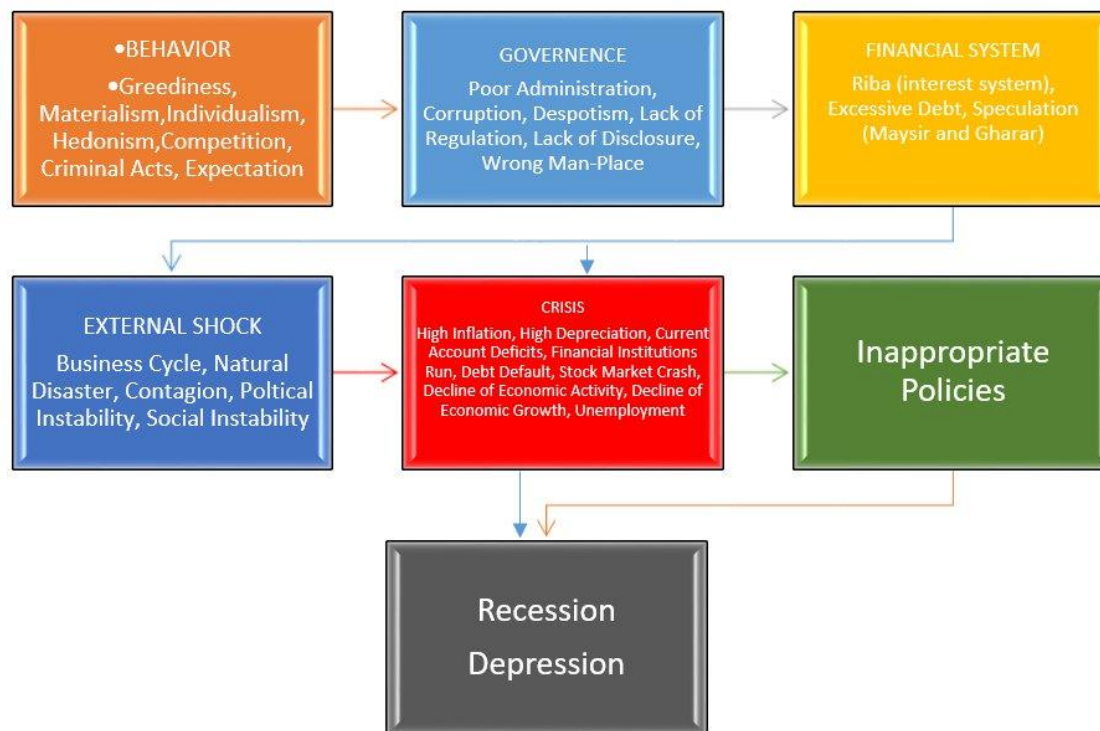 •BEHAVIOR
•Greediness,
Materialism,Individualism,
Hedonism,Competition,
Criminal Acts, Expectation
GOVERNENCE
Poor Administration,
Corruption, Despotism, Lack of
Regulation, Lack of Disclosure,
Wrong Man-Place
FINANCIAL SYSTEM
Riba (interest system),
Excessive Debt, Speculation
(Maysir and Gharar)
EXTERNAL SHOCK
Business Cycle, Natural
Disaster, Contagion, Poltical
Instability, Social Instability
CRISIS
High Inflation, High Depreciation, Current
Account Deficits, Financial Institutions
Run, Debt Default, Stock Market Crash,
Decline of Economic Activity, Decline of
Economic Growth, Unemployment
Inappropriate
Policies
Recession
Depression